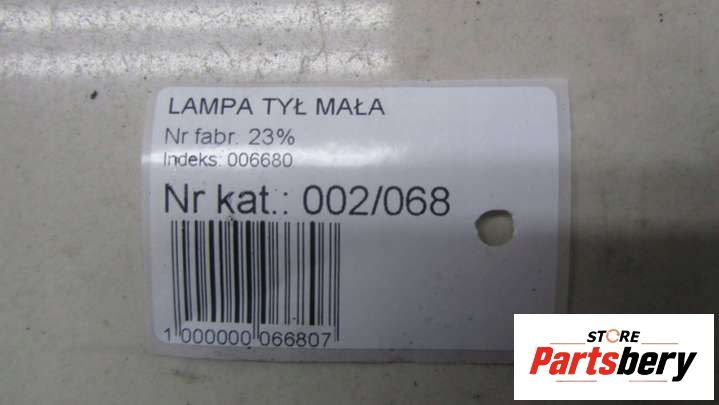 LAMPA TYŁ MAŁA
Nr fabr. 23%
Indeks: 006680
Nr kat.: 002/068
1 000000 066807
STORE
Partsbery